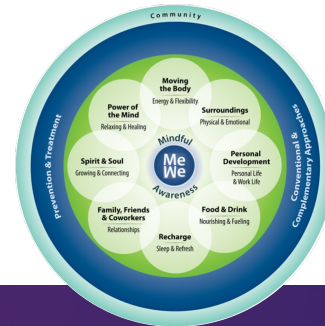 Community
Prevention & Treatment
Conventional &
Complementary Approaches
Moving
the Body
Energy & Flexibility
Surroundings
Physical & Emotional
Personal
Development
Personal Life
& Work Life
Food & Drink
Nourishing & Fueling
Recharge
Sleep & Refresh
Family, Friends
& Coworkers
Relationships
Spirit & Soul
Growing & Connecting
Power of
the Mind
Relaxing & Healing
Mindful
Awareness
Me
We